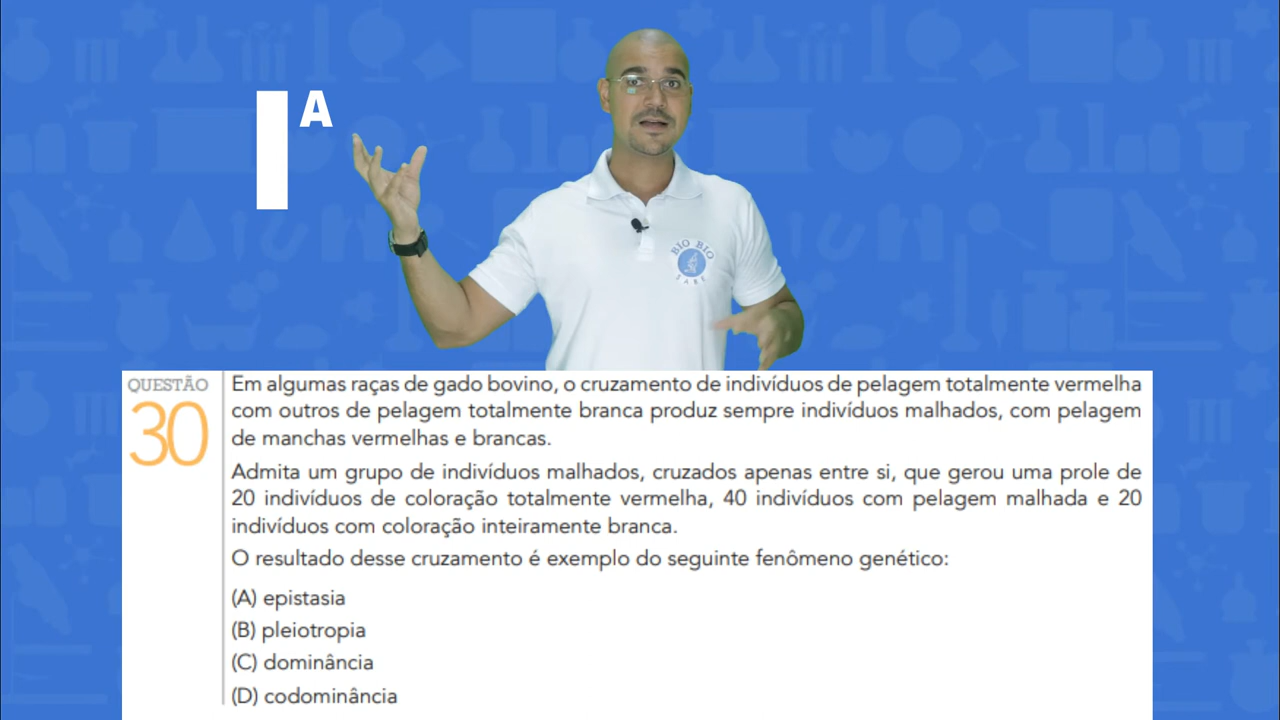 I A
BIO BIO
SABE
QUESTÃO
30
Em algumas raças de gado bovino, o cruzamento de indivíduos de pelagem totalmente vermelha
com outros de pelagem totalmente branca produz sempre indivíduos malhados, com pelagem
de manchas vermelhas e brancas.
Admita um grupo de indivíduos malhados, cruzados apenas entre si, que gerou uma prole de
20 indivíduos de coloração totalmente vermelha, 40 indivíduos com pelagem malhada e 20
indivíduos com coloração inteiramente branca.
O resultado desse cruzamento é exemplo do seguinte fenômeno genético:
(A) epistasia
(B) pleiotropia
(C) dominância
(D) codominância